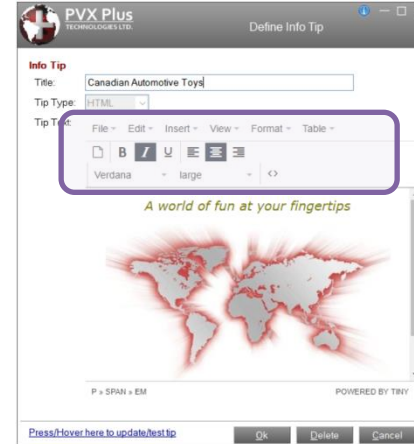 PVX Plus
TECHNOLOGIES LTD.
Define Info Tip
Info Tip
Title: Canadian Automotive Toys
Tip Type: HTML
Tip Text:
File Edit Insert View Format Table
B I U
Verdana large <>
A world of fun at your fingertips
P » SPAN » EM POWERED BY TINY
Press/Hover here to update/test tip Ok Delete Cancel